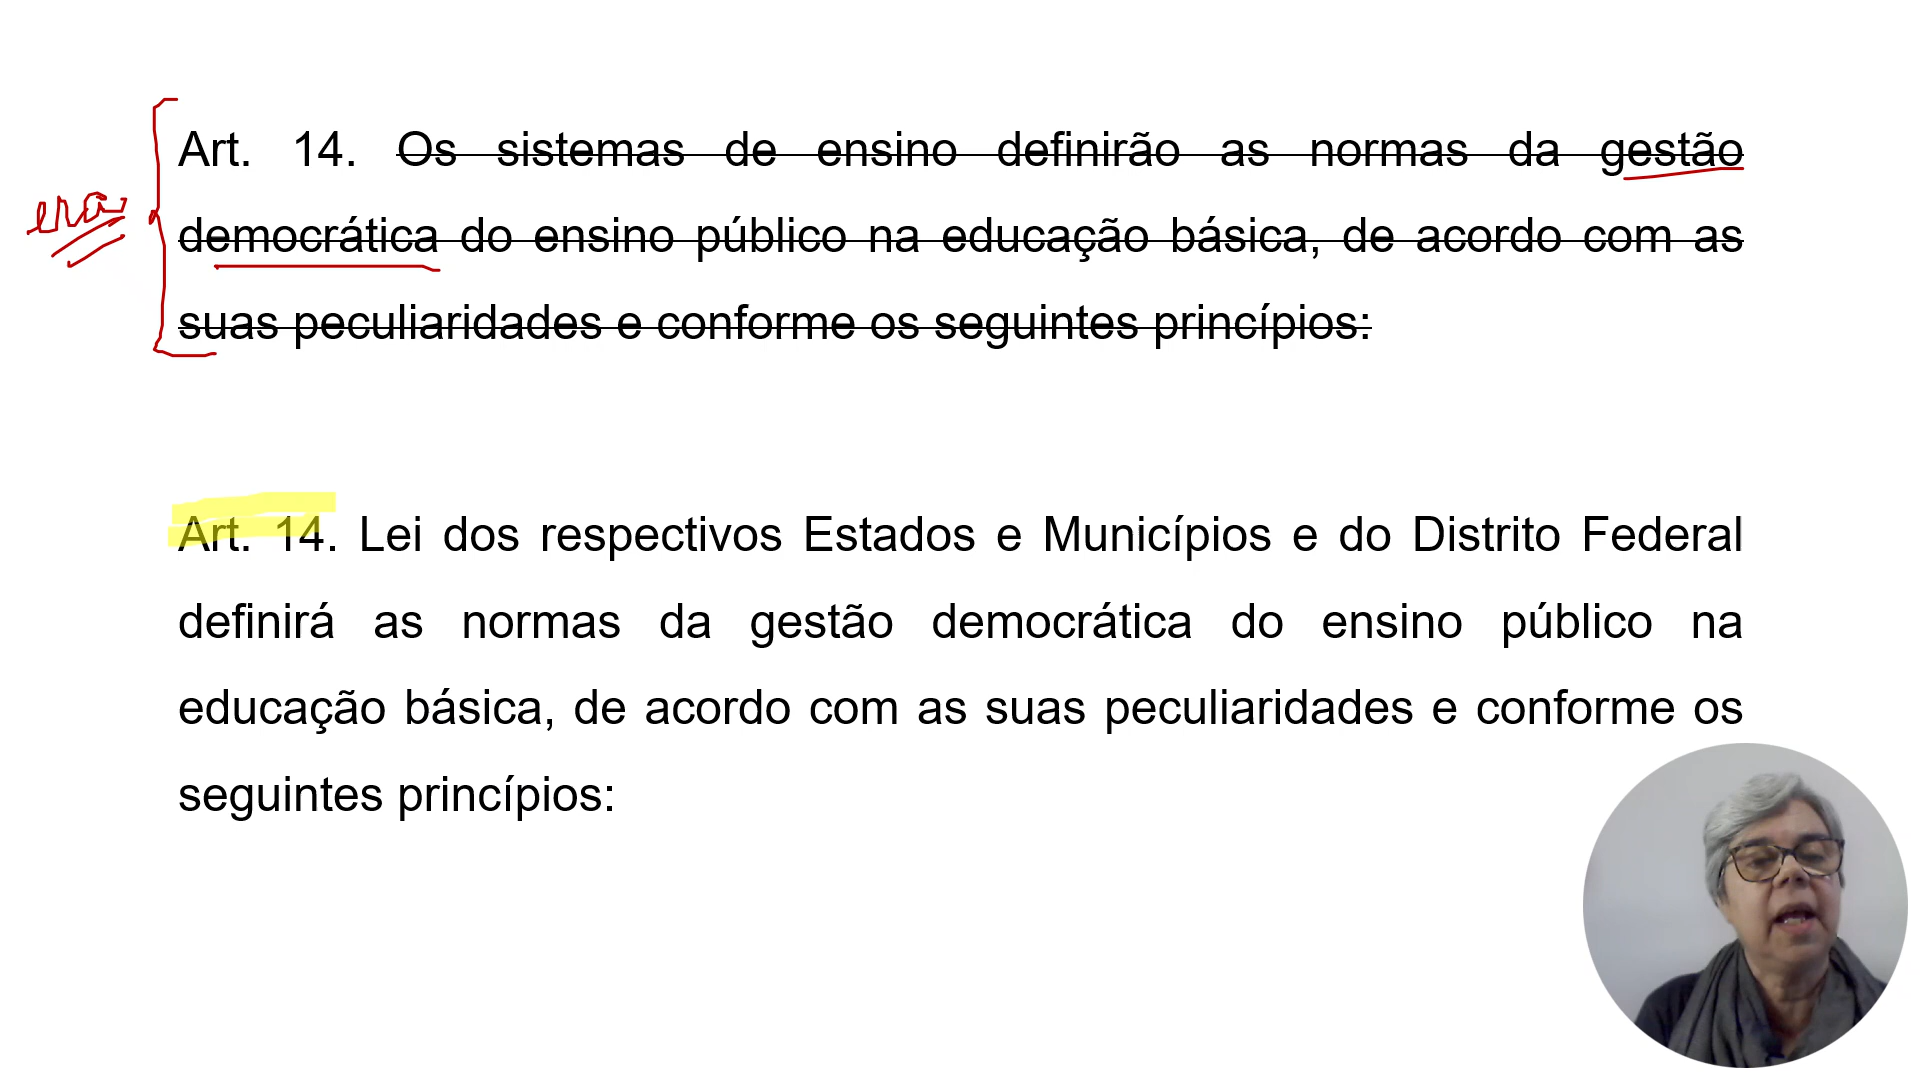 Art. 14. Os sistemas de ensino definirão as normas da gestão
era
democrática do ensino público na educação básica, de acordo com as
suas peculiaridades e conforme os seguintes princípios:
Art. 14. Lei dos respectivos Estados e Municípios e do Distrito Federal
definirá as normas da gestão democrática do ensino público na
educação básica, de acordo com as suas peculiaridades e conforme os
seguintes princípios: